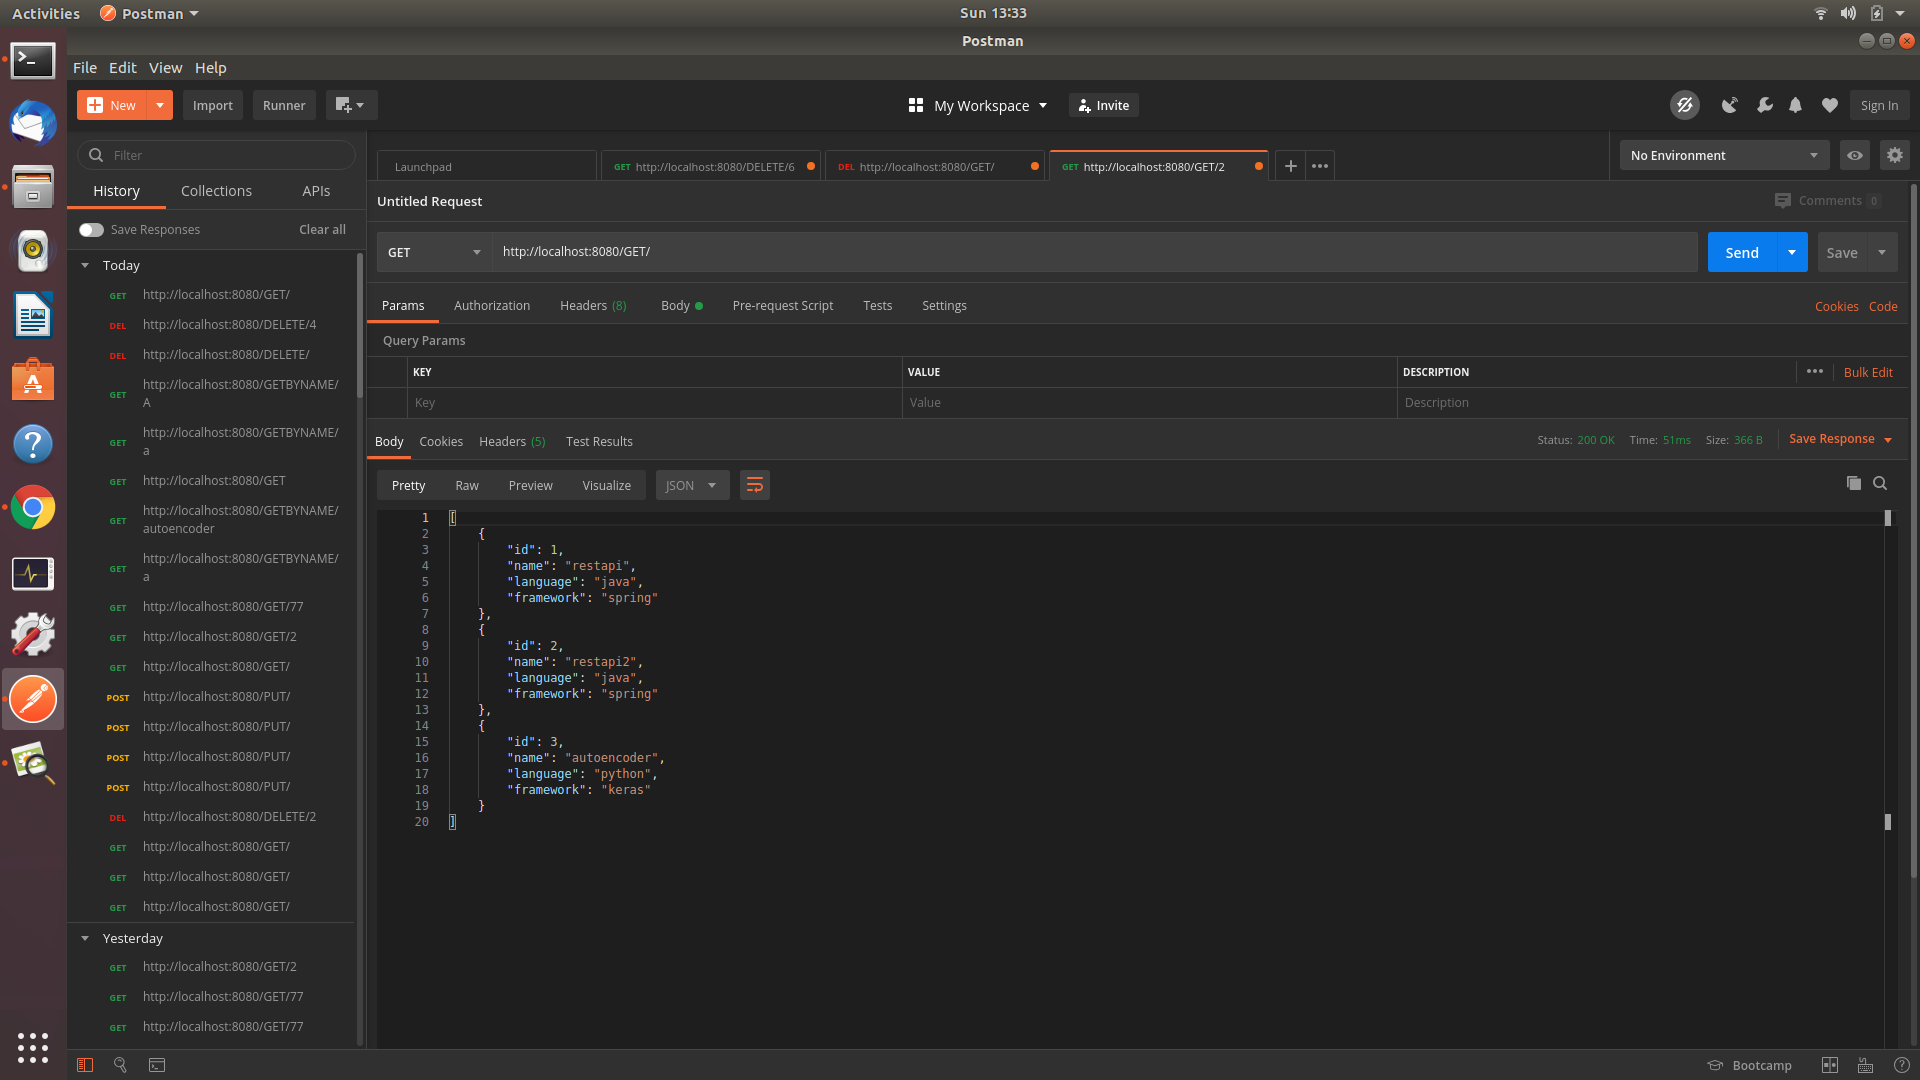 Activities Postman Sun 13:33
Postman
File Edit View Help
New Import Runner My Workspace Invite Sign In
Filter
History Collections APIs
Save Responses Clear all
Today
GET http://localhost:8080/GET/
DEL http://localhost:8080/DELETE/4
DEL http://localhost:8080/DELETE/
GET http://localhost:8080/GETBYNAME/
A
GET http://localhost:8080/GETBYNAME/
a
GET http://localhost:8080/GET
GET http://localhost:8080/GETBYNAME/
autoencoder
GET http://localhost:8080/GETBYNAME/
a
GET http://localhost:8080/GET/77
GET http://localhost:8080/GET/2
GET http://localhost:8080/GET/
POST http://localhost:8080/PUT/
POST http://localhost:8080/PUT/
POST http://localhost:8080/PUT/
POST http://localhost:8080/PUT/
DEL http://localhost:8080/DELETE/2
GET http://localhost:8080/GET/
GET http://localhost:8080/GET/
GET http://localhost:8080/GET/
Yesterday
GET http://localhost:8080/GET/2
GET http://localhost:8080/GET/77
GET http://localhost:8080/GET/77
Launchpad GET http://localhost:8080/DELETE/6 DEL http://localhost:8080/GET/ GET http://localhost:8080/GET/2 No Environment
Untitled Request Comments 0
GET http://localhost:8080/GET/ Send Save
Params Authorization Headers (8) Body Pre-request Script Tests Settings Cookies Code
Query Params
KEY VALUE DESCRIPTION Bulk Edit
Key Value Description
Body Cookies Headers (5) Test Results Status: 200 OK Time: 51ms Size: 366 B Save Response
Pretty Raw Preview Visualize JSON
1 [
2 {
3 "id": 1,
4 "name": "restapi",
5 "language": "java",
6 "framework": "spring"
7 },
8 {
9 "id": 2,
10 "name": "restapi2",
11 "language": "java",
12 "framework": "spring"
13 },
14 {
15 "id": 3,
16 "name": "autoencoder",
17 "language": "python",
18 "framework": "keras"
19 }
20 ]
Bootcamp